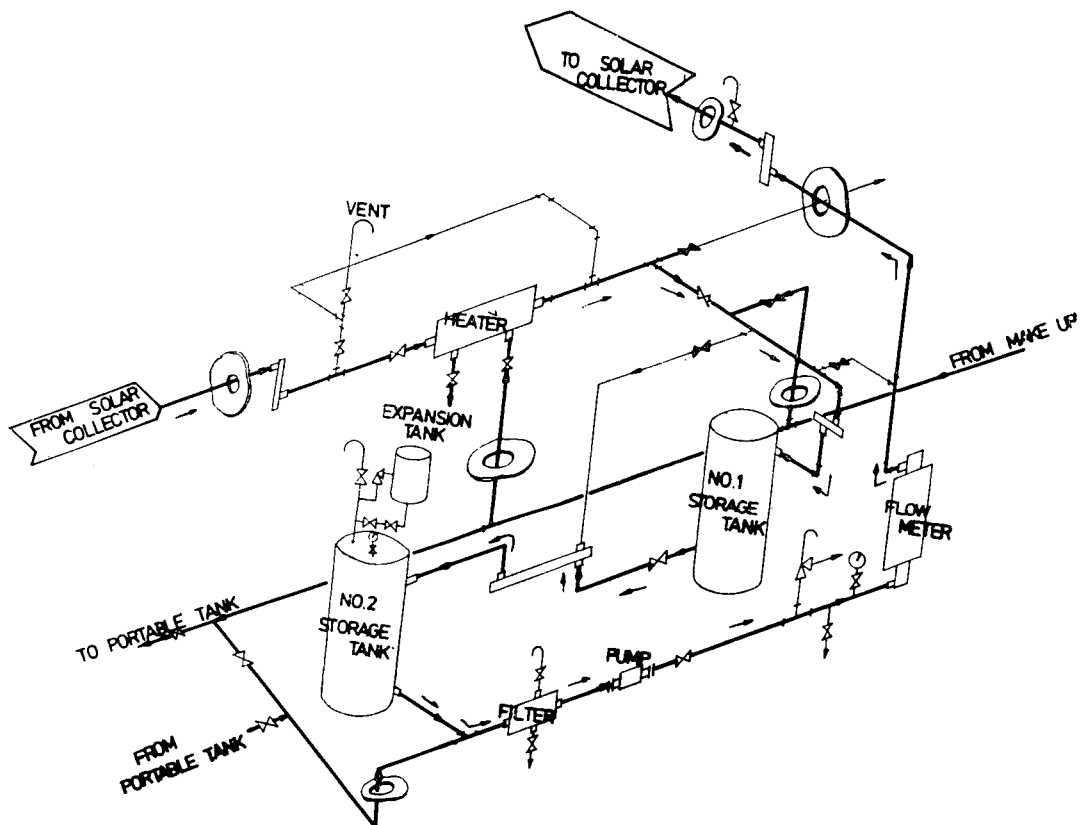 TO SOLAR
COLLECTOR
VENT
HEATER
FROM MAKE UP
FROM SOLAR
COLLECTOR
EXPANSION
TANK
NO.1
STORAGE
TANK
FLOW
METER
NO.2
STORAGE
TANK
TO PORTABLE TANK
PUMP
FILTER
FROM
PORTABLE TANK